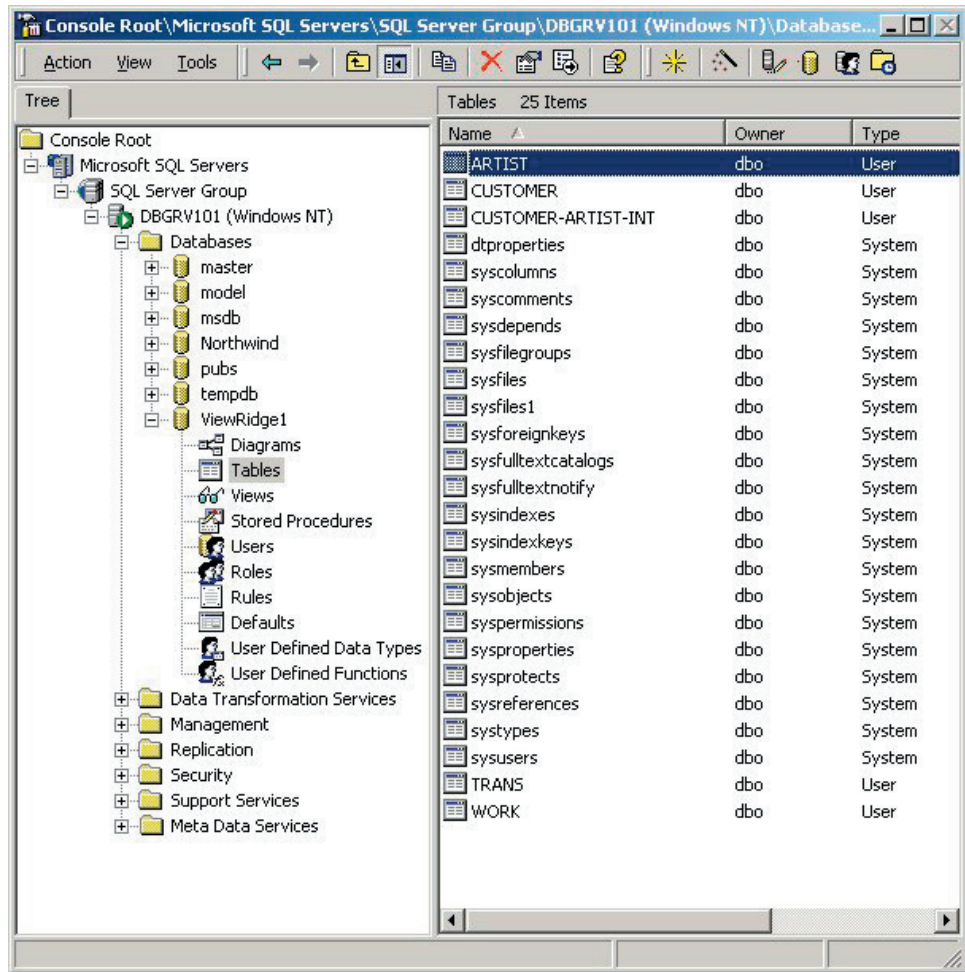 Console Root\Microsoft SQL Servers\SQL Server Group\DBGRV101 (Windows NT)\Database...
Action View Tools
Tree
Tables 25 Items
Console Root
Microsoft SQL Servers
SQL Server Group
DBGRV101 (Windows NT)
Databases
master
model
msdb
Northwind
pubs
tempdb
ViewRidge1
Diagrams
Tables
Views
Stored Procedures
Users
Roles
Rules
Defaults
User Defined Data Types
User Defined Functions
Data Transformation Services
Management
Replication
Security
Support Services
Meta Data Services
Name Owner Type
ARTIST dbo User
CUSTOMER dbo User
CUSTOMER-ARTIST-INT dbo User
dtproperties dbo System
syscolumns dbo System
syscomments dbo System
sysdepends dbo System
sysfilegroups dbo System
sysfiles dbo System
sysfiles1 dbo System
sysforeignkeys dbo System
sysfulltextcatalogs dbo System
sysfulltextnotify dbo System
sysindexes dbo System
sysindexkeys dbo System
sysmembers dbo System
sysobjects dbo System
syspermissions dbo System
sysproperties dbo System
sysprotects dbo System
sysreferences dbo System
systypes dbo System
sysusers dbo System
TRANS dbo User
WORK dbo User